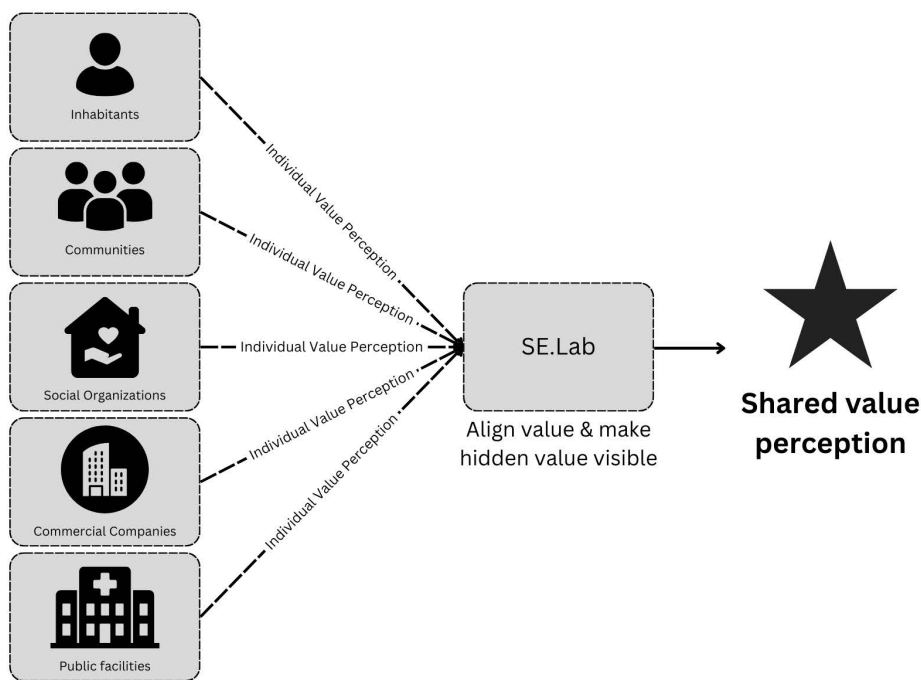 Inhabitants
Communities
Social Organizations
Commercial Companies
Public facilities
Individual Value Perception
Individual Value Perception
Individual Value Perception
Individual Value Perception
Individual Value Perception
SE.Lab
Align value & make
hidden value visible
Shared value
perception